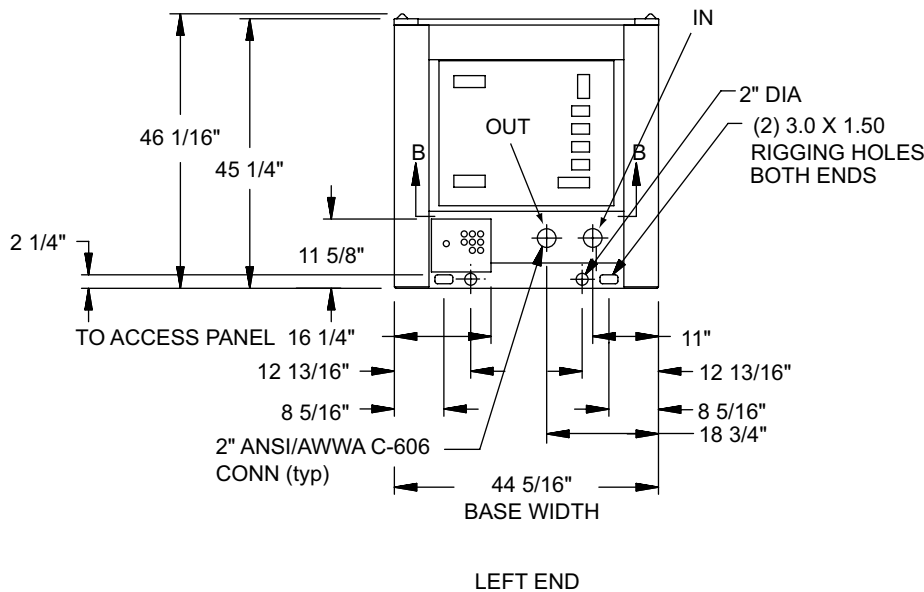 IN
2" DIA
(2) 3.0 X 1.50
RIGGING HOLES
BOTH ENDS
OUT
46 1/16"
45 1/4"
B
B
2 1/4"
11 5/8"
TO ACCESS PANEL 16 1/4"
11"
12 13/16"
12 13/16"
8 5/16"
8 5/16"
18 3/4"
2" ANSI/AWWA C-606
CONN (typ)
44 5/16"
BASE WIDTH
LEFT END